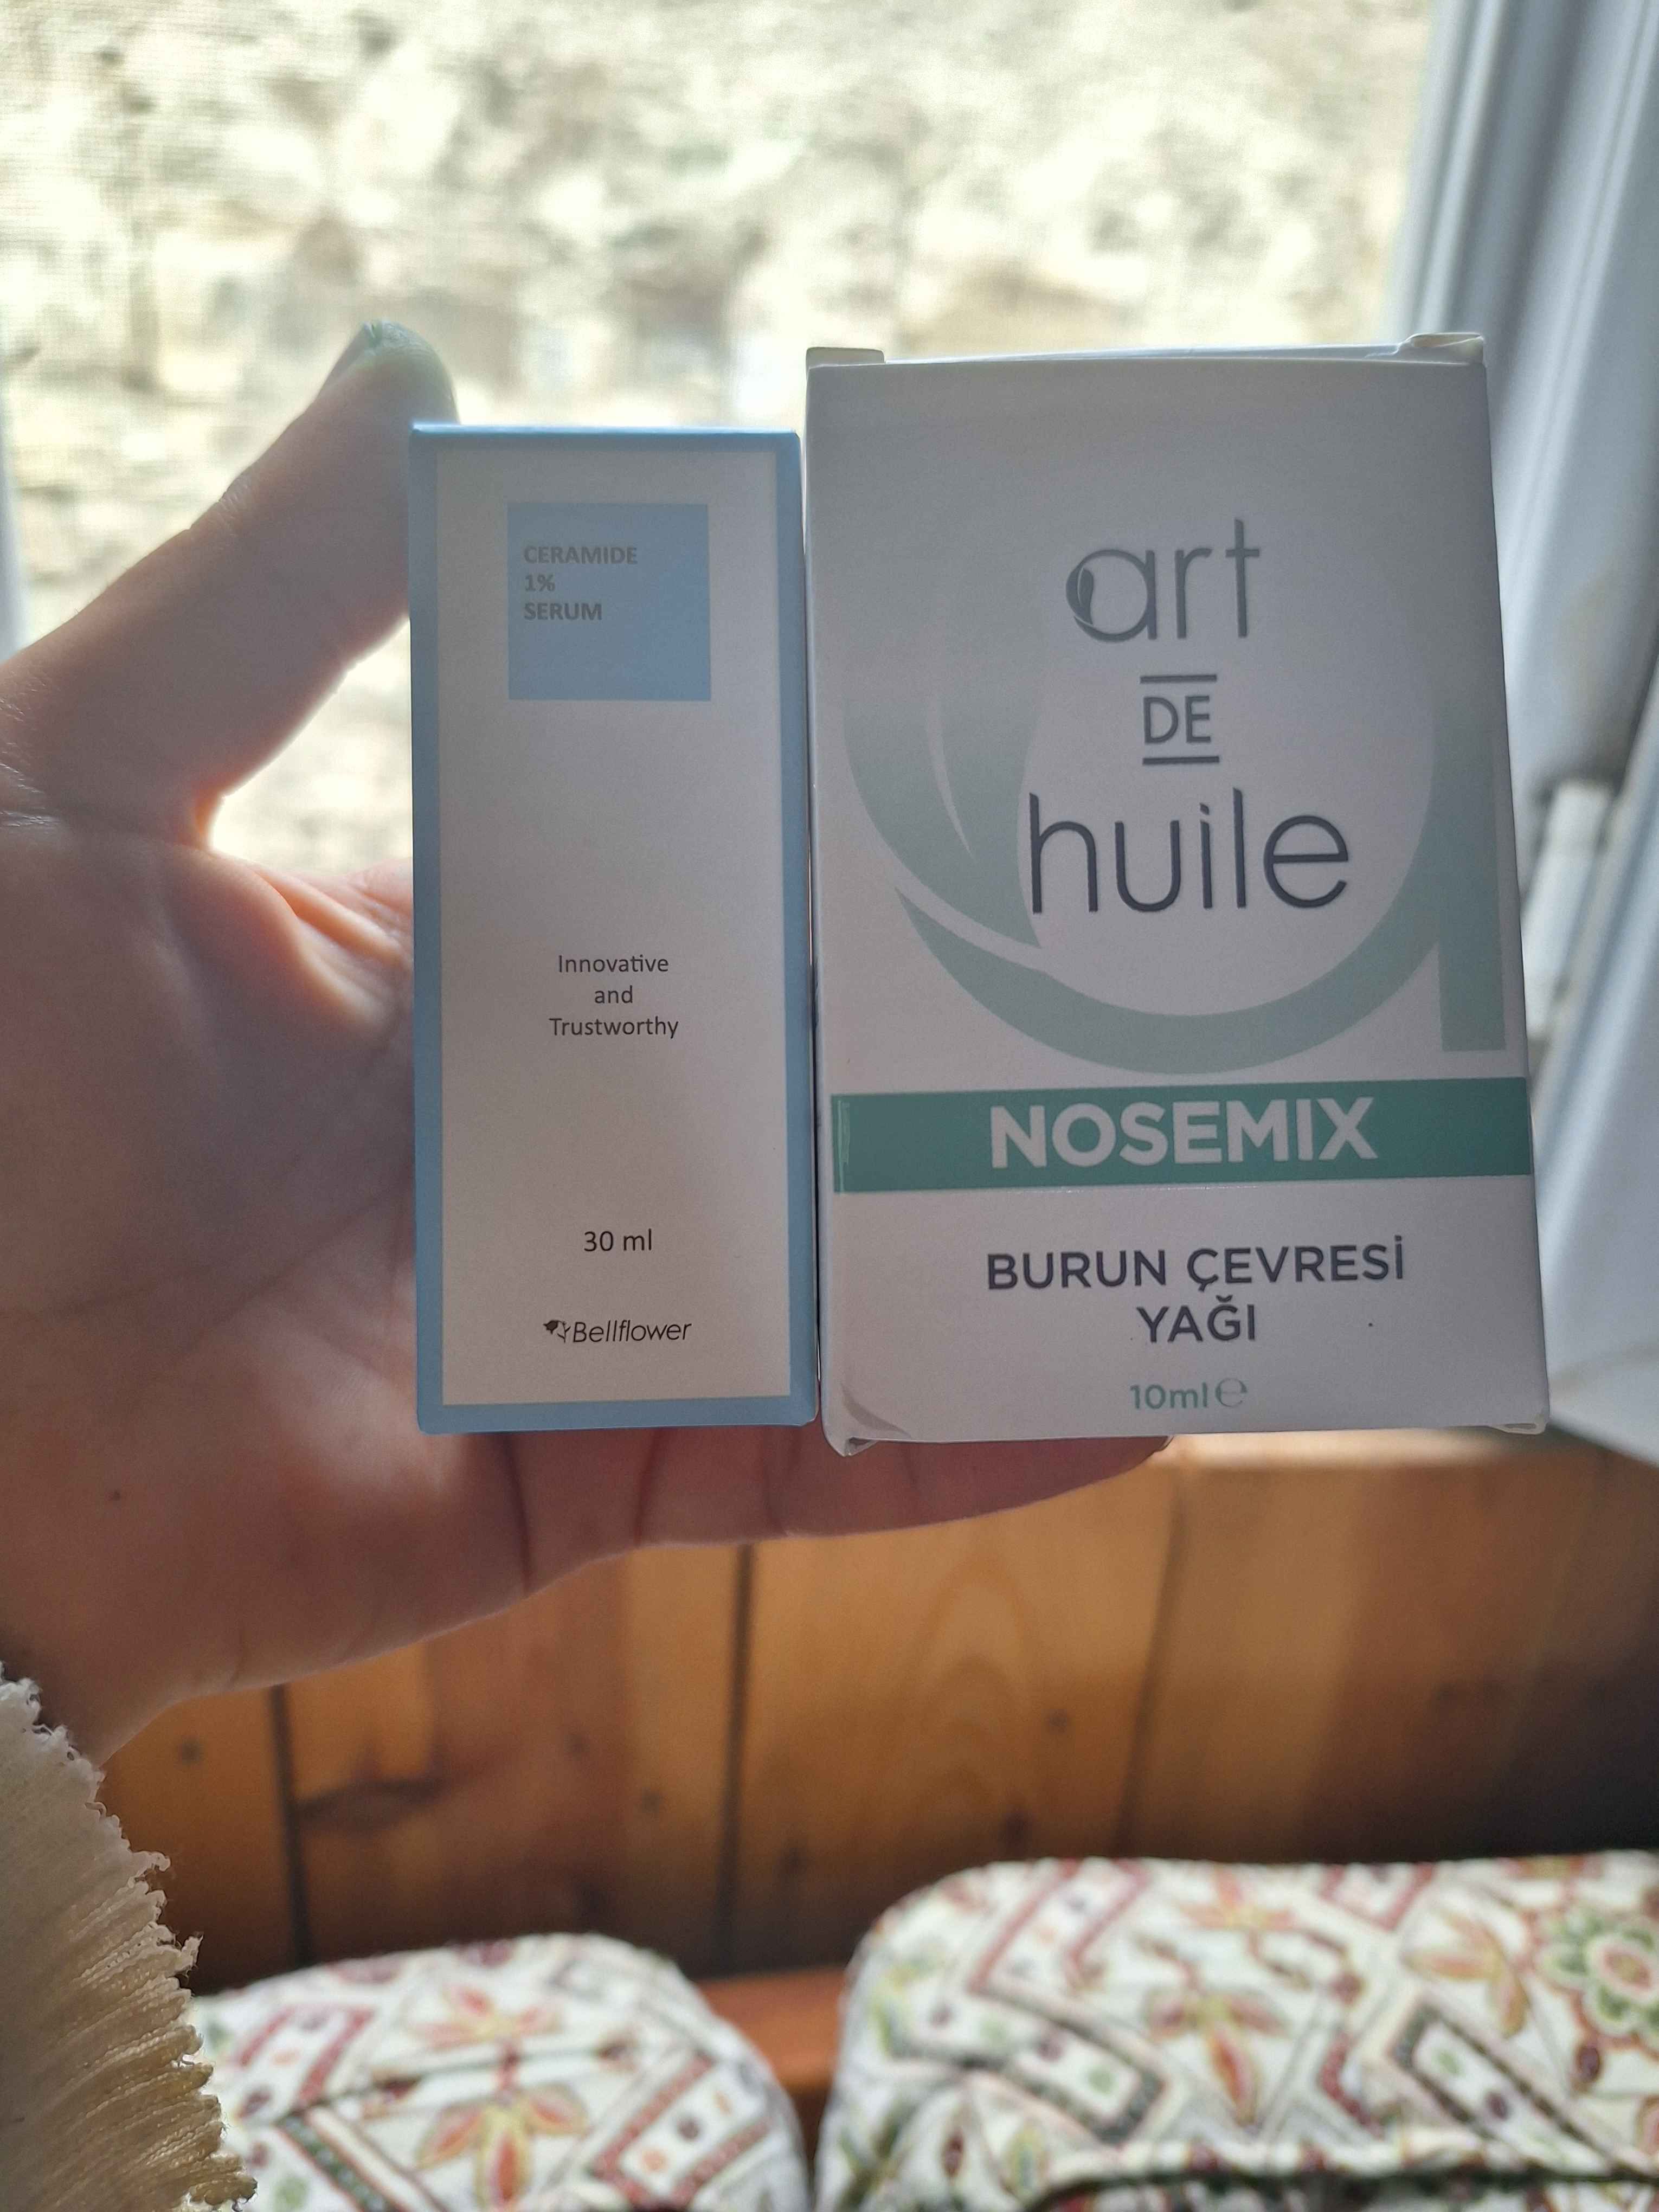 CERAMIDE
1%
SERUM
Innovative
and
Trustworthy
30 ml
Bellflower
art
DE
huile
NOSEMIX
BURUN ÇEVRESİ
YAĞI
10ml℮